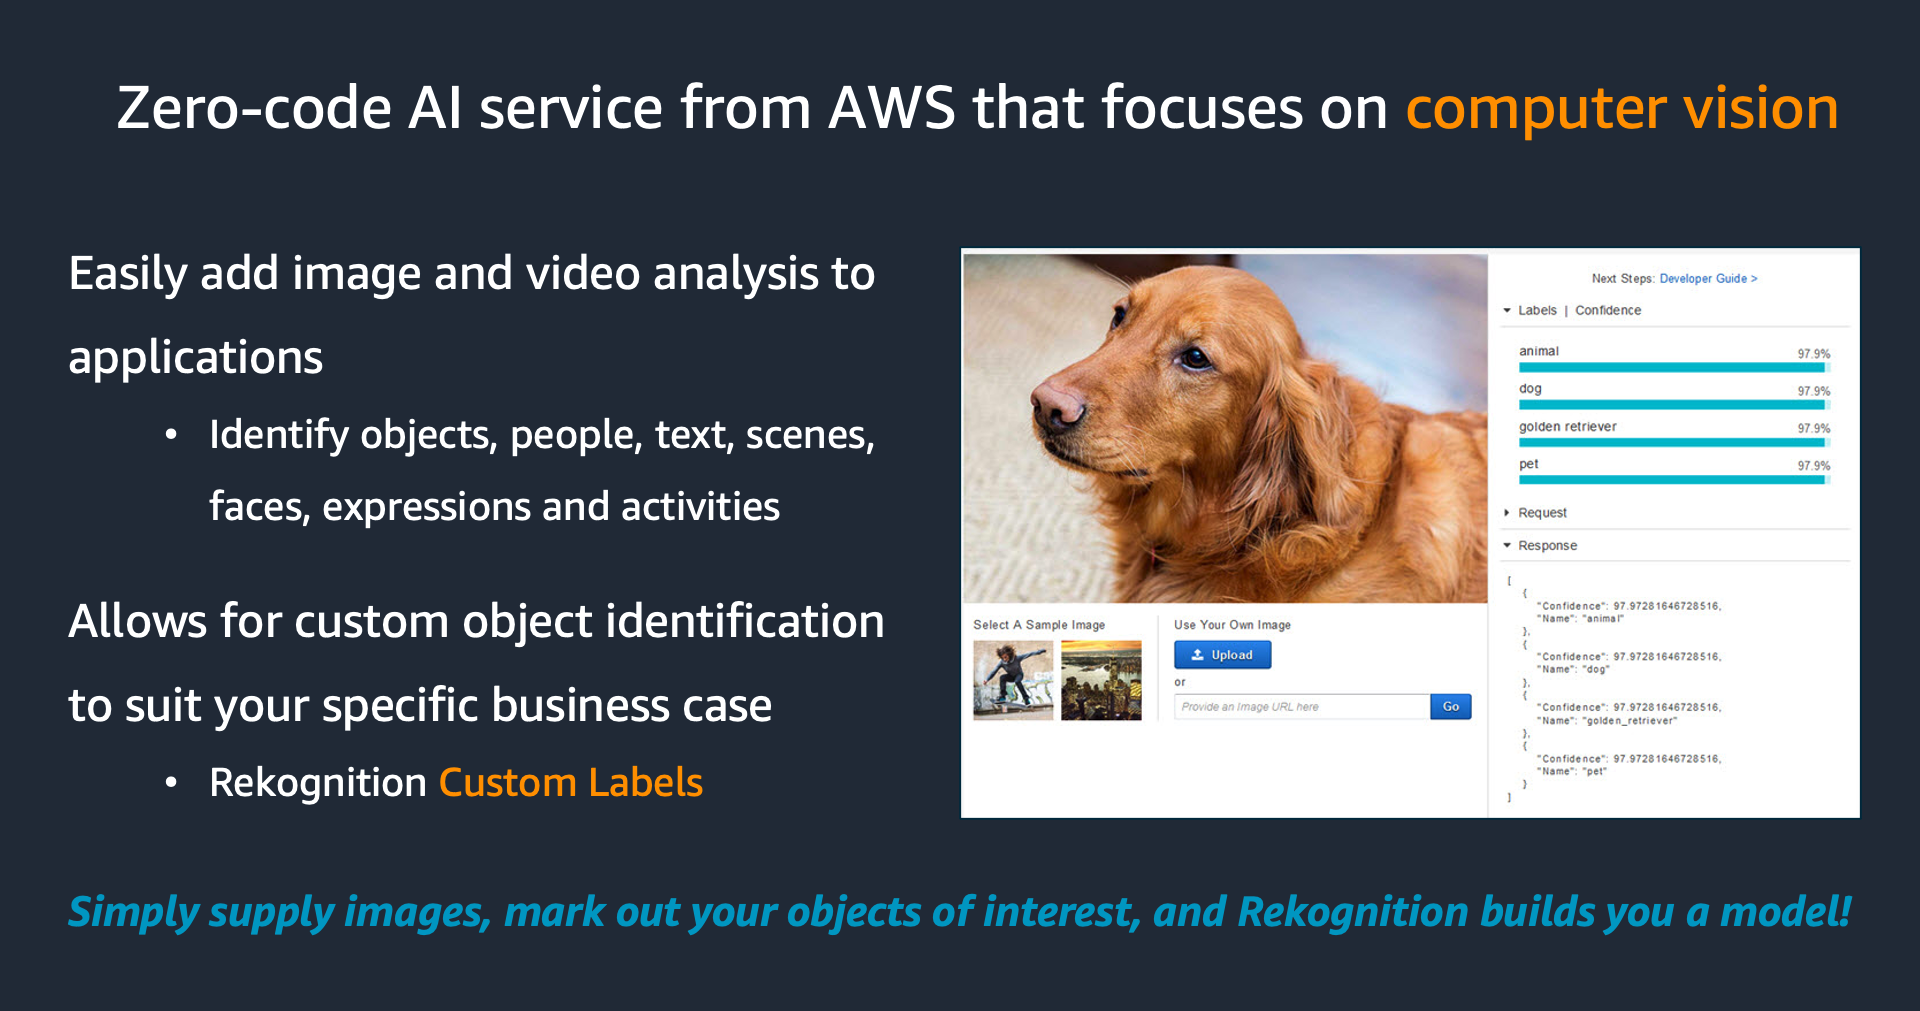 Zero-code AI service from AWS that focuses on computer vision
Easily add image and video analysis to
applications
• Identify objects, people, text, scenes,
faces, expressions and activities
Allows for custom object identification
to suit your specific business case
• Rekognition Custom Labels
Select A Sample Image
Use Your Own Image
Upload
or
Provide an Image URL here
Go
Next Steps: Developer Guide >
Labels | Confidence
animal 97.9%
dog 97.9%
golden retriever 97.9%
pet 97.9%
Request
Response
[
{
"Confidence": 97.97281646728516,
"Name": "animal"
},
{
"Confidence": 97.97281646728516,
"Name": "dog"
},
{
"Confidence": 97.97281646728516,
"Name": "golden_retriever"
},
{
"Confidence": 97.97281646728516,
"Name": "pet"
}
]
Simply supply images, mark out your objects of interest, and Rekognition builds you a model!